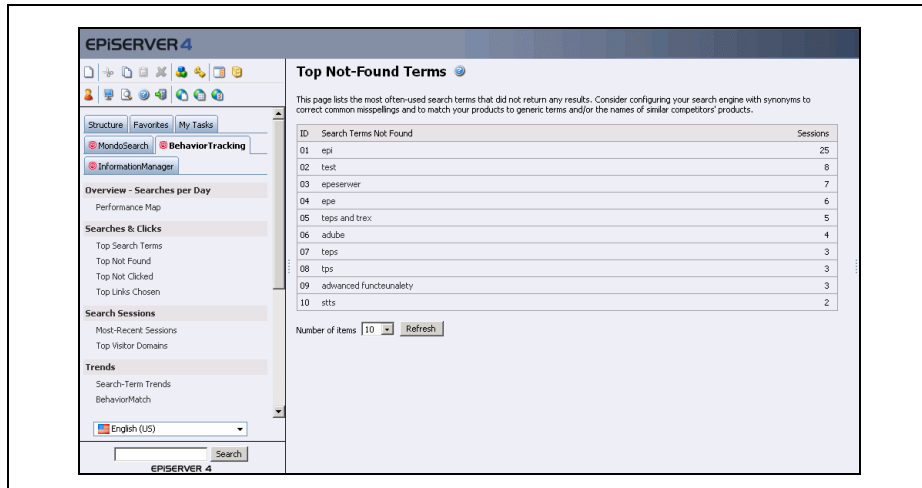 EPiSERVER 4
Structure Favorites My Tasks
MondoSearch BehaviorTracking
InformationManager
Overview - Searches per Day
Performance Map
Searches & Clicks
Top Search Terms
Top Not Found
Top Not Clicked
Top Links Chosen
Search Sessions
Most-Recent Sessions
Top Visitor Domains
Trends
Search-Term Trends
BehaviorMatch
English (US)
Search
EPiSERVER 4
Top Not-Found Terms
This page lists the most often-used search terms that did not return any results. Consider configuring your search engine with synonyms to
correct common misspellings and to match your products to generic terms and/or the names of similar competitors' products.
ID Search Terms Not Found Sessions
01 epi 25
02 test 8
03 epeserwer 7
04 epe 6
05 teps and trex 5
06 adube 4
07 teps 3
08 tps 3
09 adwanced functeunalety 3
10 stts 2
Number of items 10 Refresh